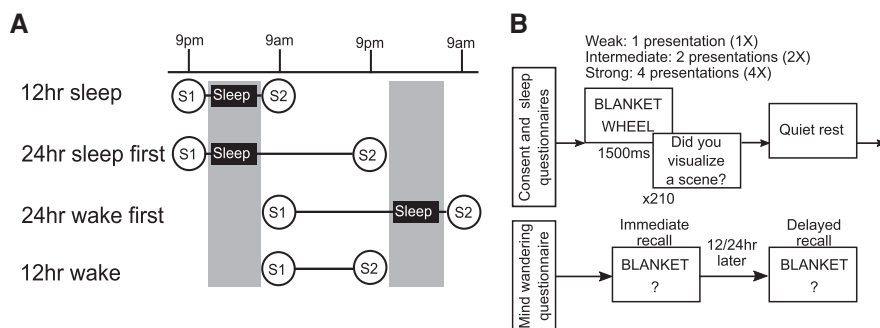 A
9pm
9am
9pm
9am
12hr sleep
S1
Sleep
S2
24hr sleep first
S1
Sleep
S2
24hr wake first
S1
Sleep
S2
12hr wake
S1
S2
B
Weak: 1 presentation (1X)
Intermediate: 2 presentations (2X)
Strong: 4 presentations (4X)
Consent and sleep
questionnaires
BLANKET
WHEEL
1500ms
Did you
visualize
a scene?
x210
Quiet rest
Mind wandering
questionnaire
Immediate
recall
BLANKET
?
12/24hr
later
Delayed
recall
BLANKET
?